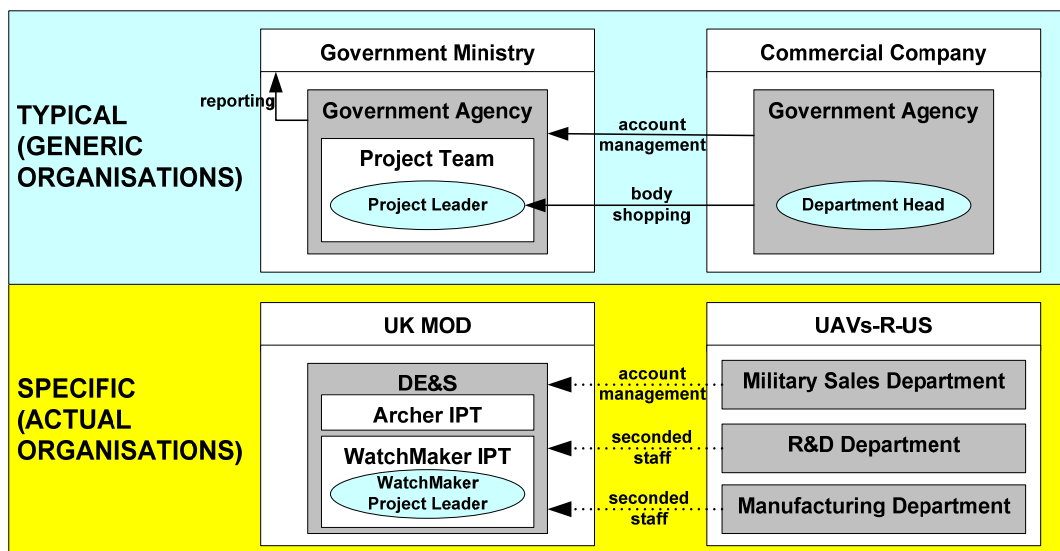 TYPICAL
(GENERIC
ORGANISATIONS)
Government Ministry
reporting
Government Agency
Project Team
Project Leader
account
management
body
shopping
Commercial Company
Government Agency
Department Head
SPECIFIC
(ACTUAL
ORGANISATIONS)
UK MOD
DE&S
Archer IPT
WatchMaker IPT
WatchMaker
Project Leader
account
management
seconded
staff
seconded
staff
UAVs-R-US
Military Sales Department
R&D Department
Manufacturing Department